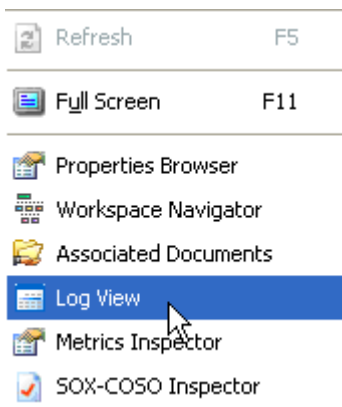 Refresh F5
Full Screen F11
Properties Browser
Workspace Navigator
Associated Documents
Log View
Metrics Inspector
SOX-COSO Inspector